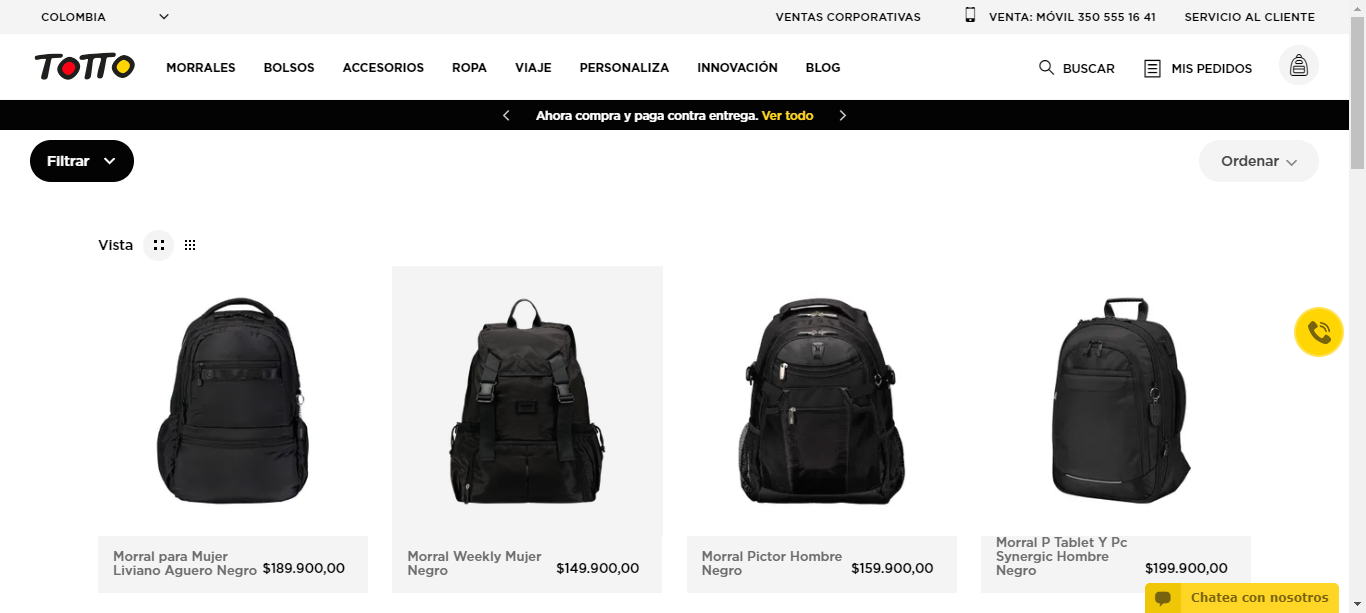 COLOMBIA
VENTAS CORPORATIVAS
VENTA: MÓVIL 350 555 16 41
SERVICIO AL CLIENTE
TOTTO
MORRALES
BOLSOS
ACCESORIOS
ROPA
VIAJE
PERSONALIZA
INNOVACIÓN
BLOG
BUSCAR
MIS PEDIDOS
Ahora compra y paga contra entrega. Ver todo
Filtrar
Ordenar
Vista
Morral para Mujer
Liviano Aguero Negro
$189.900,00
Morral Weekly Mujer
Negro
$149.900,00
Morral Pictor Hombre
Negro
$159.900,00
Morral P Tablet Y Pc
Synergic Hombre
Negro
$199.900,00
Chatea con nosotros